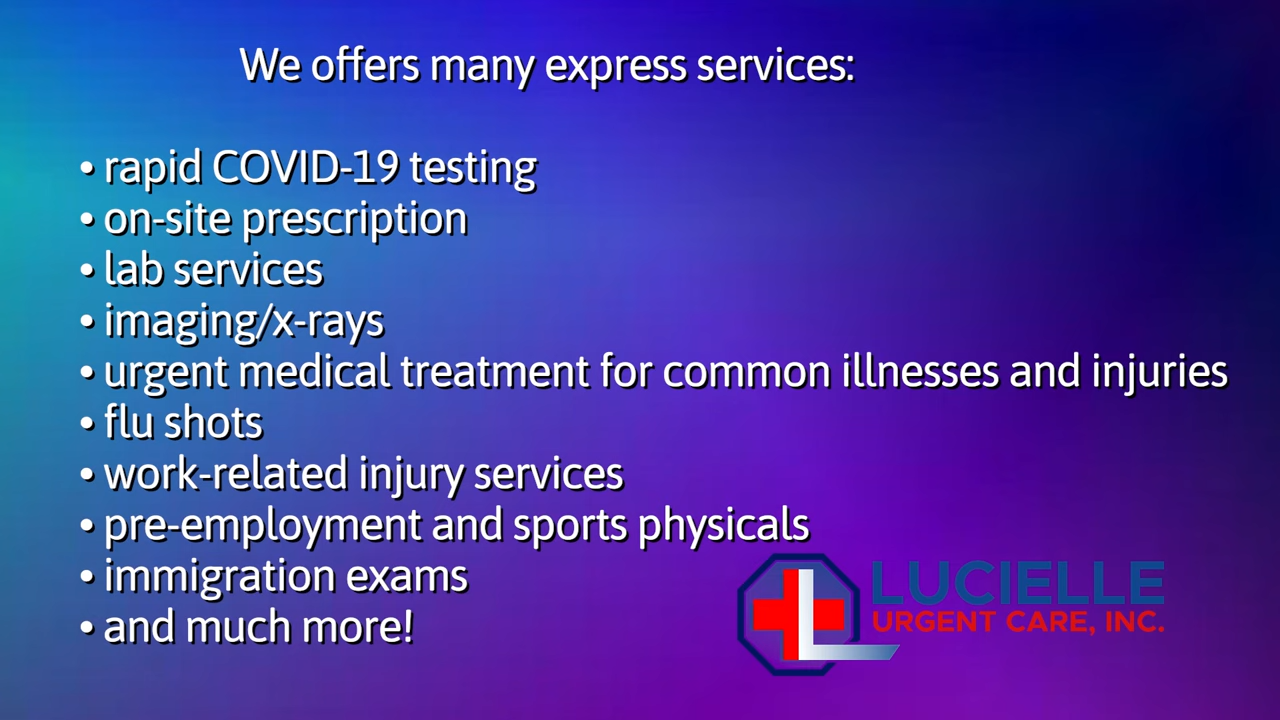 We offers many express services:
• rapid COVID-19 testing
• on-site prescription
• lab services
• imaging/x-rays
• urgent medical treatment for common illnesses and injuries
• flu shots
• work-related injury services
• pre-employment and sports physicals
• immigration exams
• and much more!
LUCIELLE
URGENT CARE, INC.